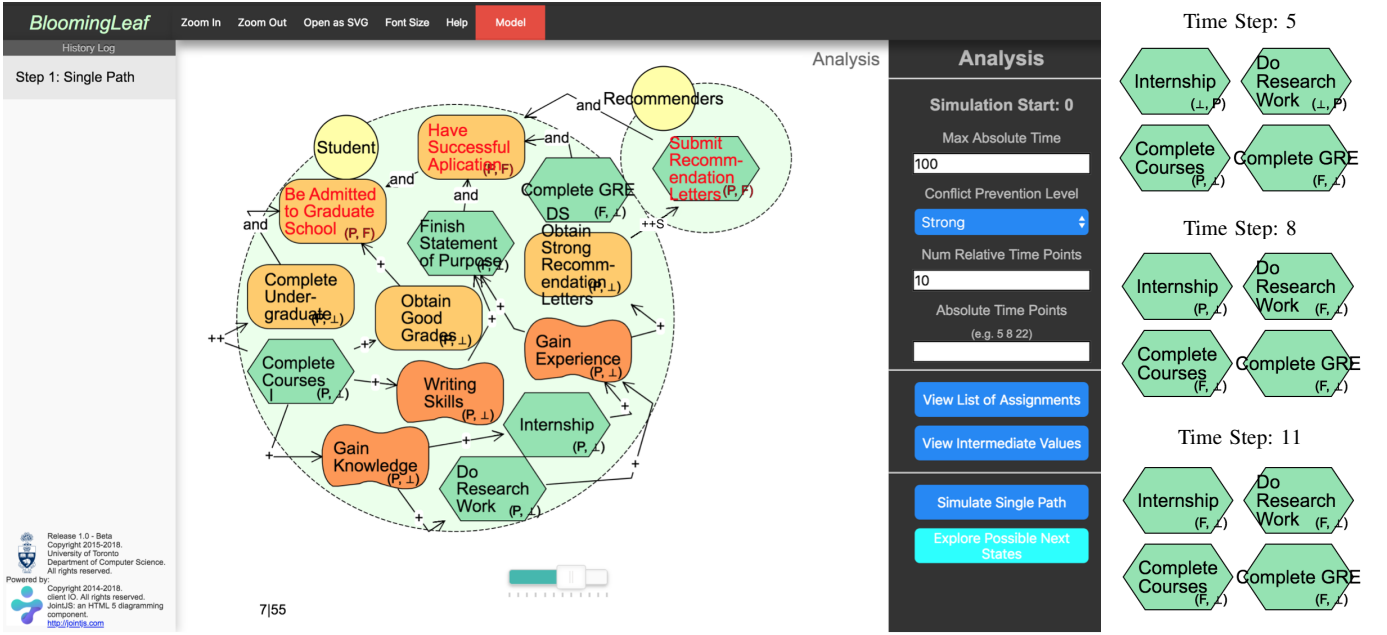 BloomingLeaf
Zoom In
Zoom Out
Open as SVG
Font Size
Help
Model
History Log
Step 1: Single Path
Analysis
Student
Recommenders
Have
Successful
Aplication
(P, F)
and
and
and
and
and
Be Admitted
to Graduate
School
(P, F)
Complete GRE
(F, ⊥)
DS
Submit
Recomm-
endation
Letters
(P, F)
++S
Finish
Statement
of Purpose
(F, ⊥)
Obtain
Strong
Recomm-
endation
Letters
(P, ⊥)
Complete
Under-
graduate
(F, ⊥)
Obtain
Good
Grades
(P, ⊥)
+
+
+
+
++
+
Gain
Experience
(P, ⊥)
Complete
Courses
(P, ⊥)
+
Writing
Skills
(P, ⊥)
+
Internship
(P, ⊥)
+
+
Gain
Knowledge
(P, ⊥)
Do
Research
Work
(P, ⊥)
+
+
7|55
Release 1.0 - Beta
Copyright 2015-2018.
University of Toronto
Department of Computer Science.
All rights reserved.
Powered by:
Copyright 2014-2018.
client IO. All rights reserved.
JointJS: an HTML 5 diagramming
component.
http://jointjs.com
Analysis
Simulation Start: 0
Max Absolute Time
100
Conflict Prevention Level
Strong
Num Relative Time Points
10
Absolute Time Points
(e.g. 5 8 22)
View List of Assignments
View Intermediate Values
Simulate Single Path
Explore Possible Next
States
Time Step: 5
Internship
(⊥, P)
Do
Research
Work
(⊥, P)
Complete
Courses
(P, ⊥)
Complete GRE
(F, ⊥)
Time Step: 8
Internship
(P, ⊥)
Do
Research
Work
(F, ⊥)
Complete
Courses
(F, ⊥)
Complete GRE
(F, ⊥)
Time Step: 11
Internship
(F, ⊥)
Do
Research
Work
(F, ⊥)
Complete
Courses
(F, ⊥)
Complete GRE
(F, ⊥)